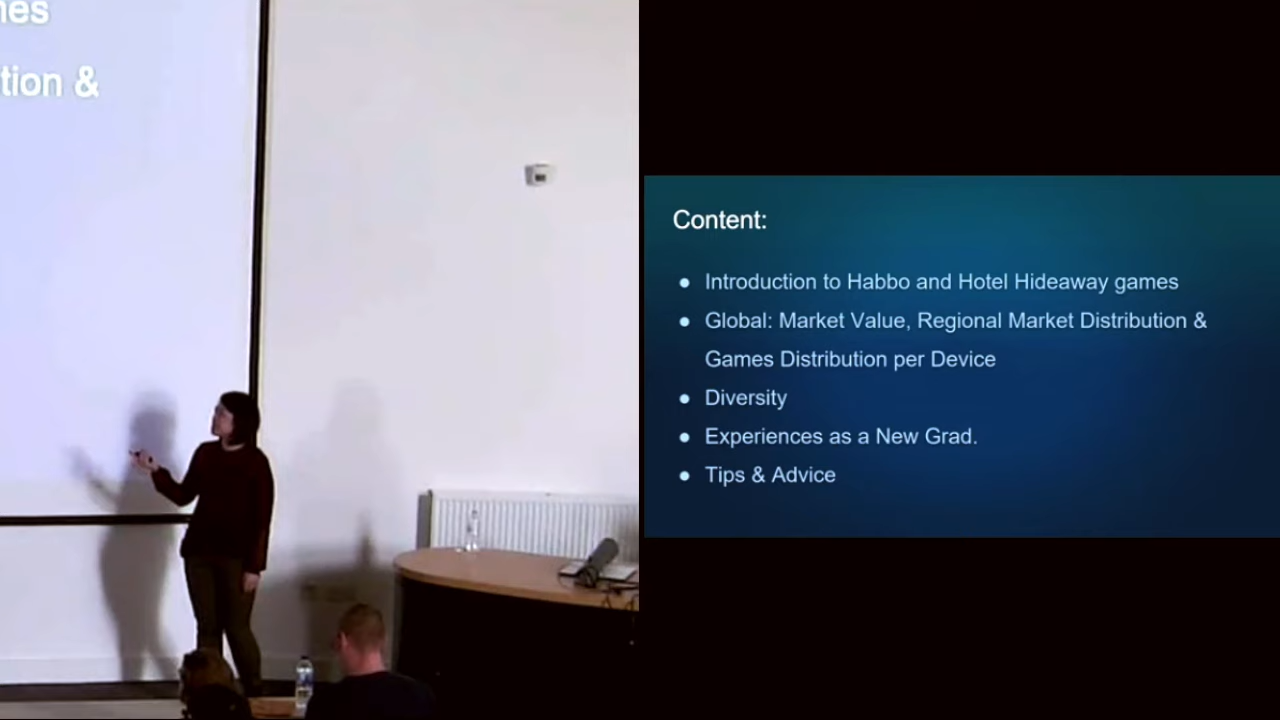 nes
tion &
Content:
● Introduction to Habbo and Hotel Hideaway games
● Global: Market Value, Regional Market Distribution &
Games Distribution per Device
● Diversity
● Experiences as a New Grad.
● Tips & Advice